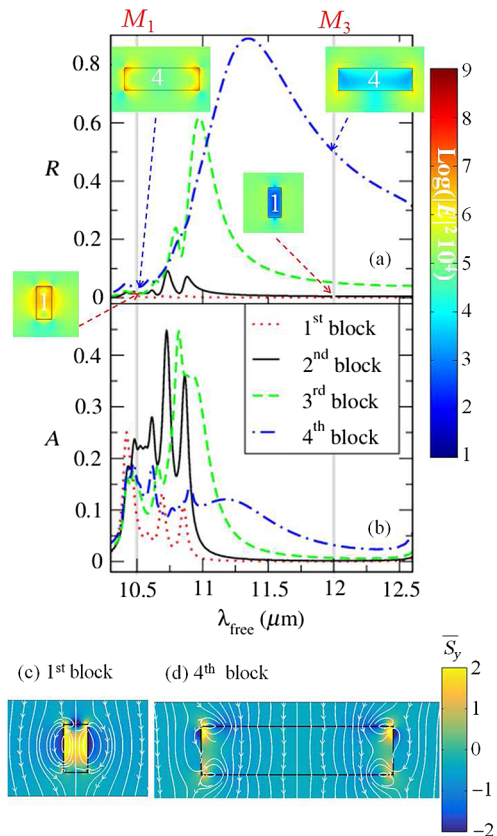 M₁ M₃
0.8
4 4
9
0.6
8
R
7
0.4
1
6
Log(|E|² 10⁴)
0.2
(a)
5
1
0
4
1ˢᵗ block
0.45
2ⁿᵈ block
3
3ʳᵈ block
0.3
4ᵗʰ block
2
A
1
0.15
(b)
0
10.5 11 11.5 12 12.5
λfree (μm)
S̅y
(c) 1ˢᵗ block (d) 4ᵗʰ block
2
1
0
−1
−2